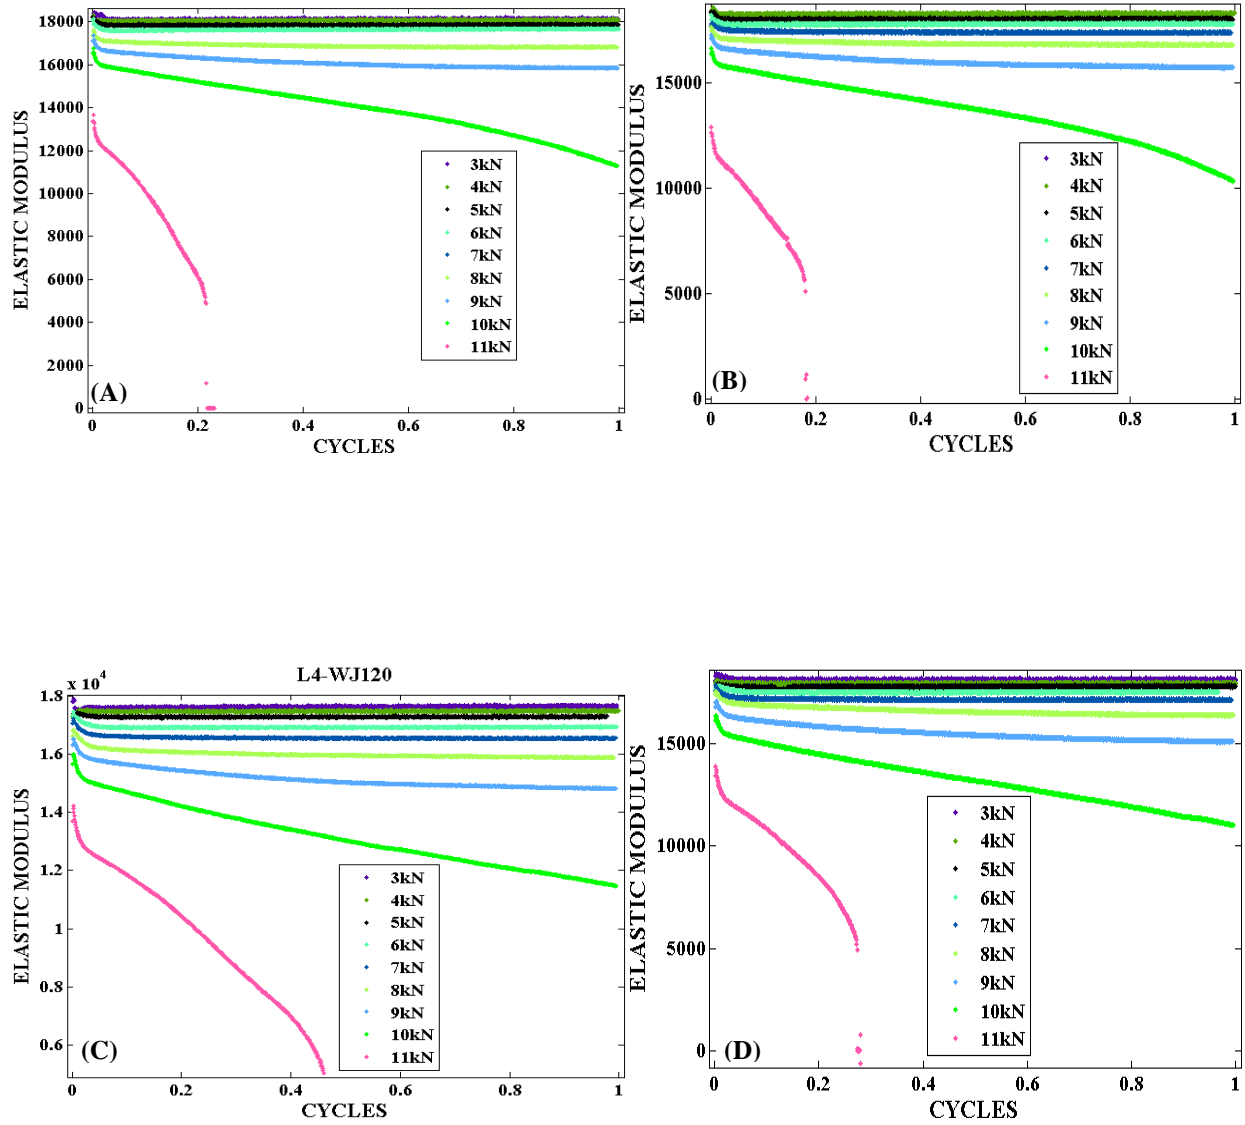 18000
16000
14000
12000
10000
8000
6000
4000
2000
0
ELASTIC MODULUS
3kN
4kN
5kN
6kN
7kN
8kN
9kN
10kN
11kN
(A)
0 0.2 0.4 0.6 0.8 1
CYCLES
15000
10000
5000
0
ELASTIC MODULUS
3kN
4kN
5kN
6kN
7kN
8kN
9kN
10kN
11kN
(B)
0 0.2 0.4 0.6 0.8 1
CYCLES
L4-WJ120
x 10^4
1.8
1.6
1.4
1.2
1
0.8
0.6
ELASTIC MODULUS
3kN
4kN
5kN
6kN
7kN
8kN
9kN
10kN
11kN
(C)
0 0.2 0.4 0.6 0.8 1
CYCLES
15000
10000
5000
0
ELASTIC MODULUS
3kN
4kN
5kN
6kN
7kN
8kN
9kN
10kN
11kN
(D)
0 0.2 0.4 0.6 0.8 1
CYCLES